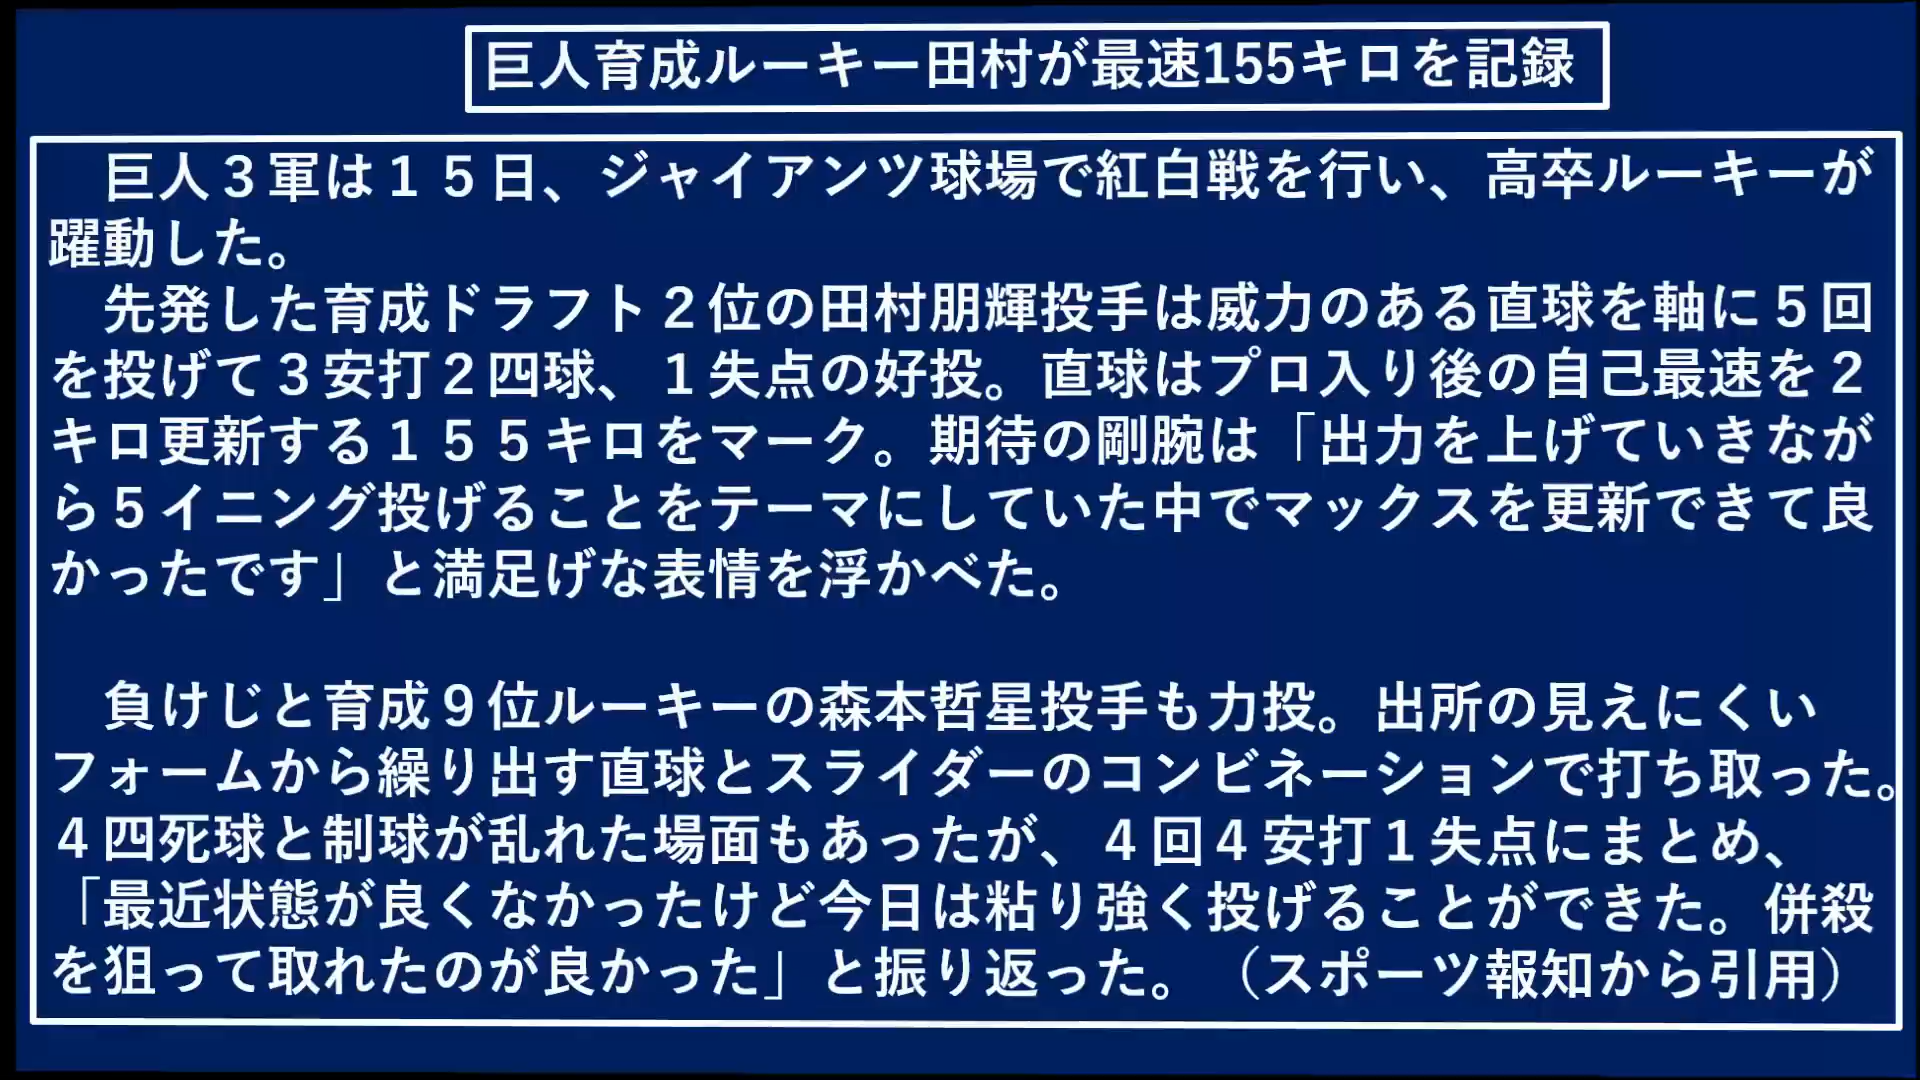 巨人育成ルーキー田村が最速155キロを記録
巨人３軍は１５日、ジャイアンツ球場で紅白戦を行い、高卒ルーキーが
躍動した。
先発した育成ドラフト２位の田村朋輝投手は威力のある直球を軸に５回
を投げて３安打２四球、１失点の好投。直球はプロ入り後の自己最速を２
キロ更新する１５５キロをマーク。期待の剛腕は「出力を上げていきなが
ら５イニング投げることをテーマにしていた中でマックスを更新できて良
かったです」と満足げな表情を浮かべた。
負けじと育成９位ルーキーの森本哲星投手も力投。出所の見えにくい
フォームから繰り出す直球とスライダーのコンビネーションで打ち取った。
４四死球と制球が乱れた場面もあったが、４回４安打１失点にまとめ、
「最近状態が良くなかったけど今日は粘り強く投げることができた。併殺
を狙って取れたのが良かった」と振り返った。（スポーツ報知から引用）